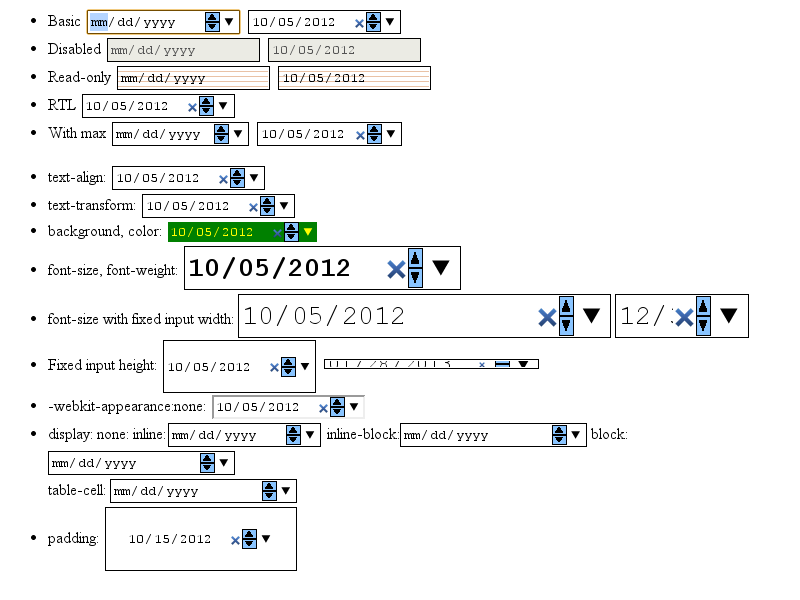 Basic mm/dd/yyyy 10/05/2012
Disabled mm/dd/yyyy 10/05/2012
Read-only mm/dd/yyyy 10/05/2012
RTL 10/05/2012
With max mm/dd/yyyy 10/05/2012
text-align: 10/05/2012
text-transform: 10/05/2012
background, color: 10/05/2012
font-size, font-weight: 10/05/2012
font-size with fixed input width: 10/05/2012 12/
Fixed input height: 10/05/2012
-webkit-appearance:none: 10/05/2012
display: none: inline: mm/dd/yyyy inline-block: mm/dd/yyyy block:
mm/dd/yyyy
table-cell: mm/dd/yyyy
padding: 10/15/2012